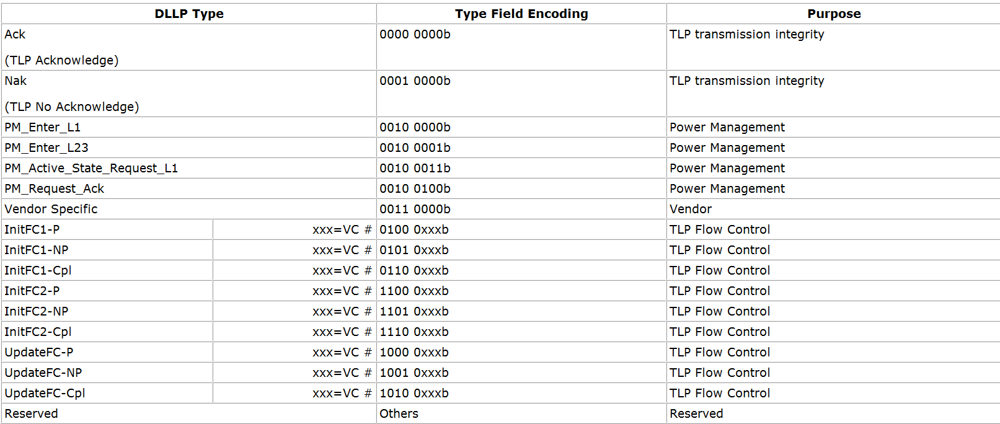 DLLP Type Type Field Encoding Purpose
Ack 0000 0000b TLP transmission integrity
(TLP Acknowledge)
Nak 0001 0000b TLP transmission integrity
(TLP No Acknowledge)
PM_Enter_L1 0010 0000b Power Management
PM_Enter_L23 0010 0001b Power Management
PM_Active_State_Request_L1 0010 0011b Power Management
PM_Request_Ack 0010 0100b Power Management
Vendor Specific 0011 0000b Vendor
InitFC1-P xxx=VC # 0100 0xxxb TLP Flow Control
InitFC1-NP xxx=VC # 0101 0xxxb TLP Flow Control
InitFC1-Cpl xxx=VC # 0110 0xxxb TLP Flow Control
InitFC2-P xxx=VC # 1100 0xxxb TLP Flow Control
InitFC2-NP xxx=VC # 1101 0xxxb TLP Flow Control
InitFC2-Cpl xxx=VC # 1110 0xxxb TLP Flow Control
UpdateFC-P xxx=VC # 1000 0xxxb TLP Flow Control
UpdateFC-NP xxx=VC # 1001 0xxxb TLP Flow Control
UpdateFC-Cpl xxx=VC # 1010 0xxxb TLP Flow Control
Reserved Others Reserved